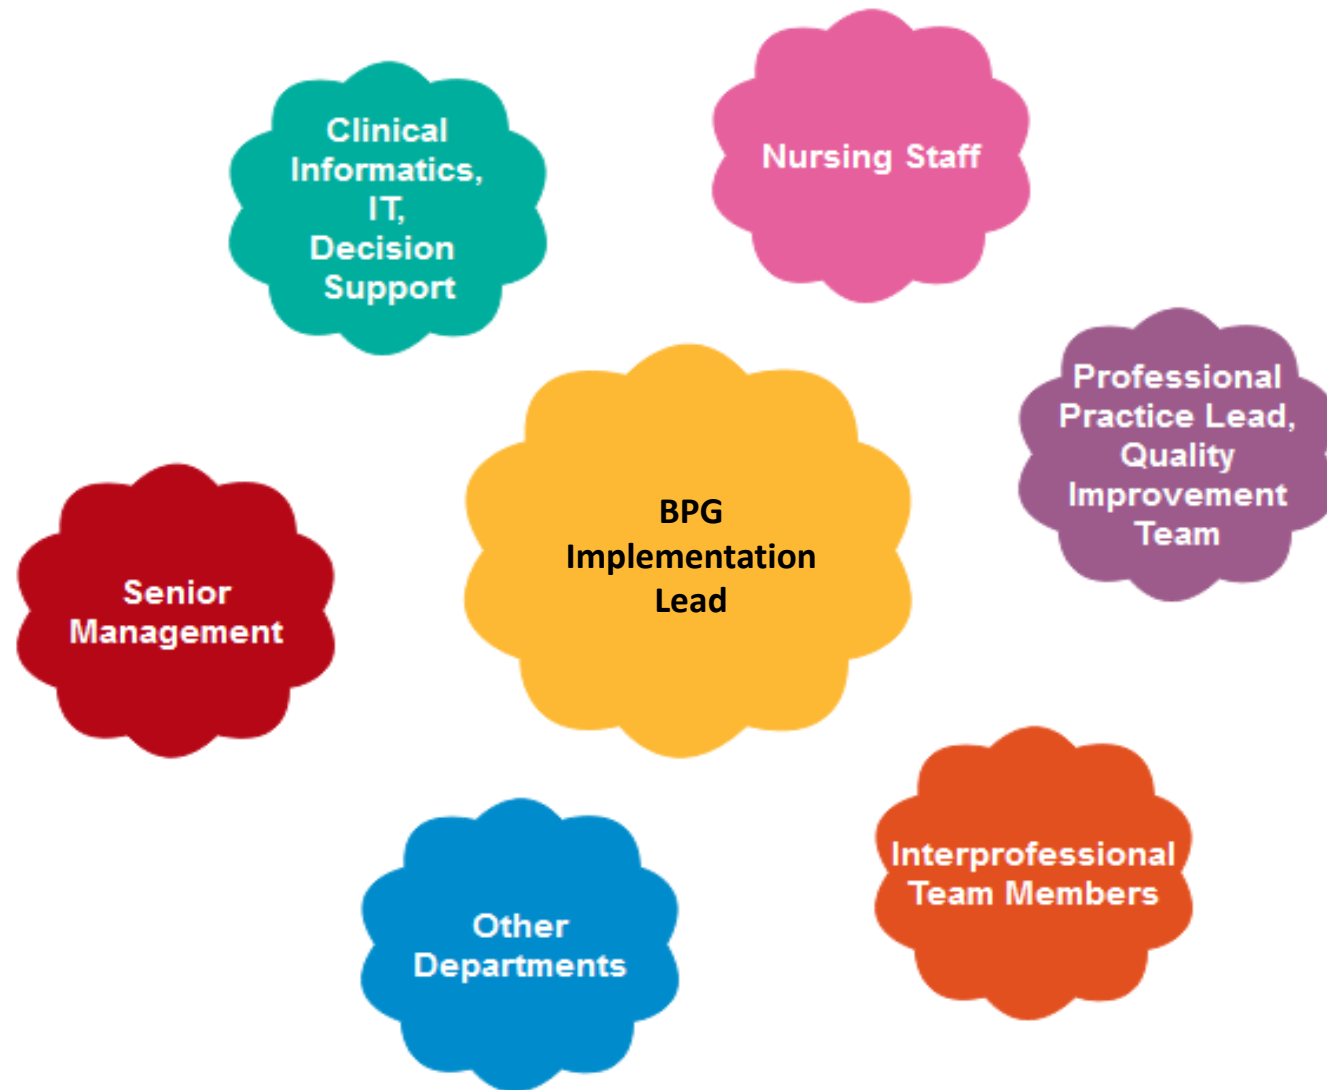 Clinical
Informatics,
IT,
Decision
Support
Nursing Staff
Professional
Practice Lead,
Quality
Improvement
Team
BPG
Implementation
Lead
Senior
Management
Interprofessional
Team Members
Other
Departments